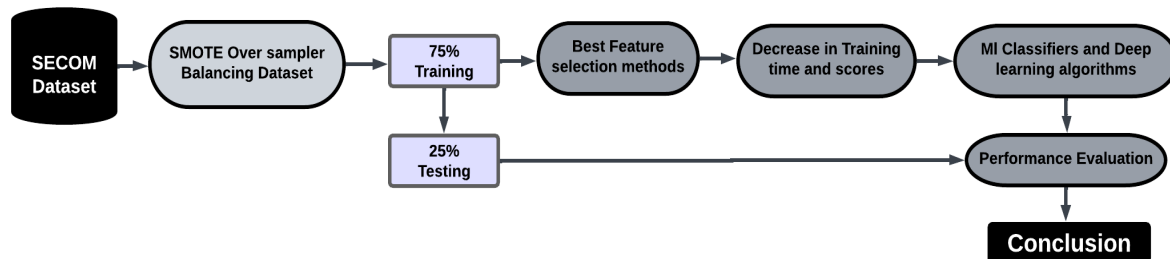 SECOM
Dataset
SMOTE Over sampler
Balancing Dataset
75%
Training
Best Feature
selection methods
Decrease in Training
time and scores
Ml Classifiers and Deep
learning algorithms
25%
Testing
Performance Evaluation
Conclusion